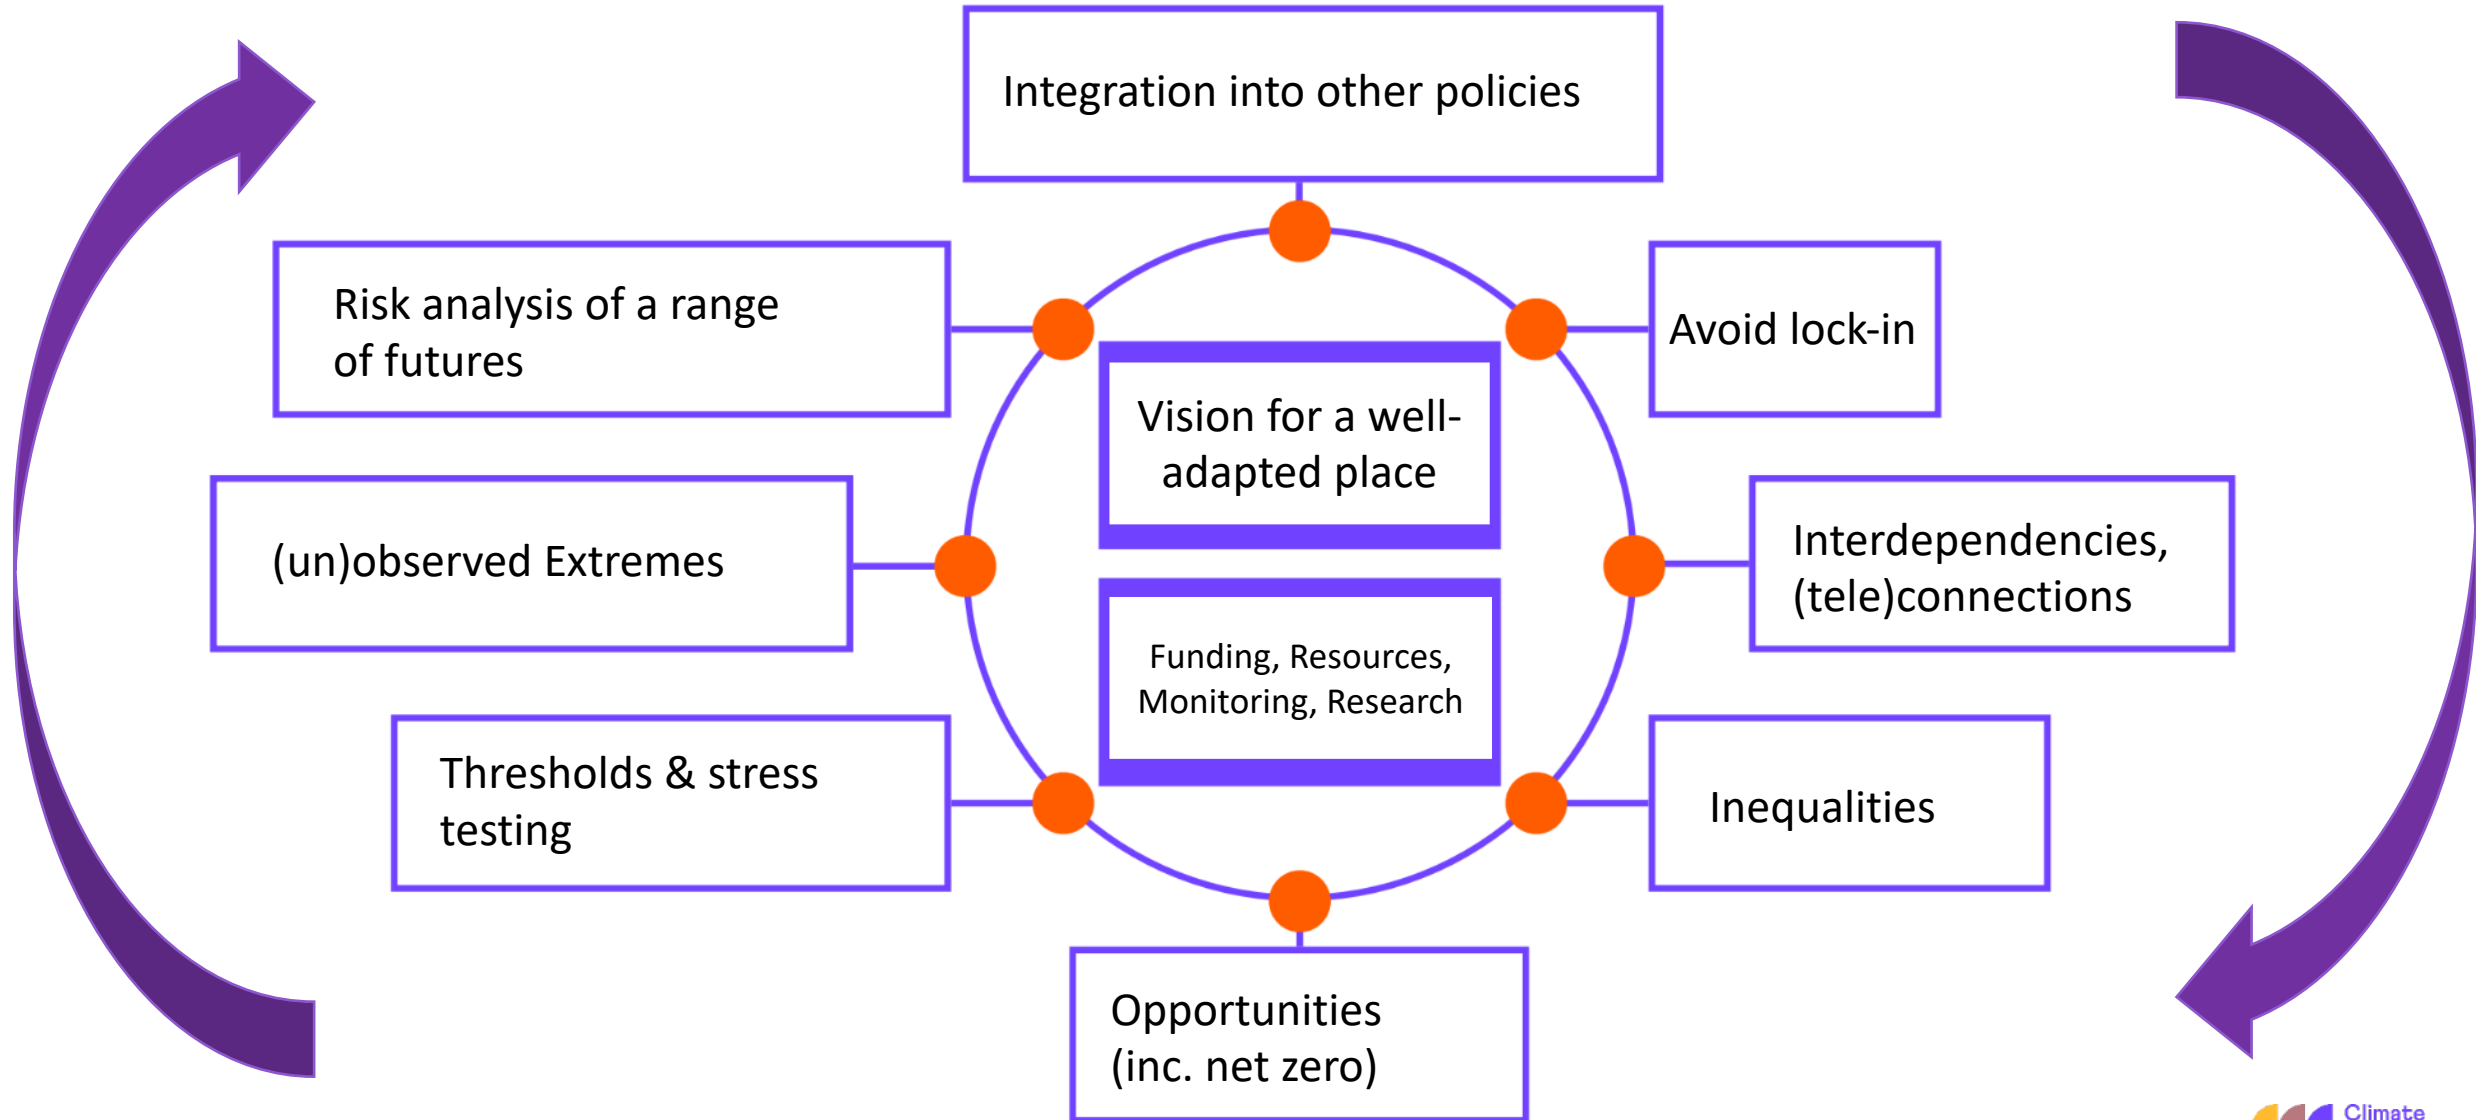 Integration into other policies
Risk analysis of a range
of futures
Avoid lock-in
Vision for a well-
adapted place
(un)observed Extremes
Interdependencies,
(tele)connections
Funding, Resources,
Monitoring, Research
Thresholds & stress
testing
Inequalities
Opportunities
(inc. net zero)
Climate